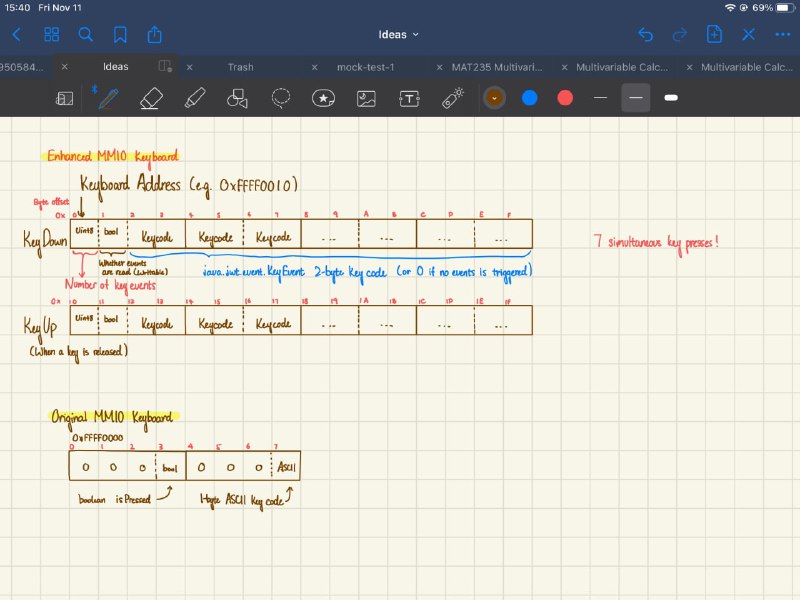 15:40 Fri Nov 11
69%
Ideas
950584...
Ideas
Trash
mock-test-1
MAT235 Multivari...
Multivariable Calc...
Multivariable Calc...
Enhanced MMIO Keyboard
Keyboard Address (e.g. 0xFFFF0010)
Byte offset
0x 0 1 2 3 4 5 6 7 8 9 A B C D E F
KeyDown Uint8 bool Keycode Keycode Keycode ... ... ... ...
7 simultaneous key presses!
Whether events are read (Writable)
java.awt.event.KeyEvent 2-byte key code (or 0 if no events is triggered)
Number of key events
0x 10 11 12 13 14 15 16 17 18 19 1A 1B 1C 1D 1E 1F
KeyUp Uint8 bool Keycode Keycode Keycode ... ... ... ...
(When a key is released)
Original MMIO Keyboard
0xFFFF0000
0 1 2 3 4 5 6 7
0 0 0 bool 0 0 0 ASCII
boolean isPressed
1 byte ASCII key code